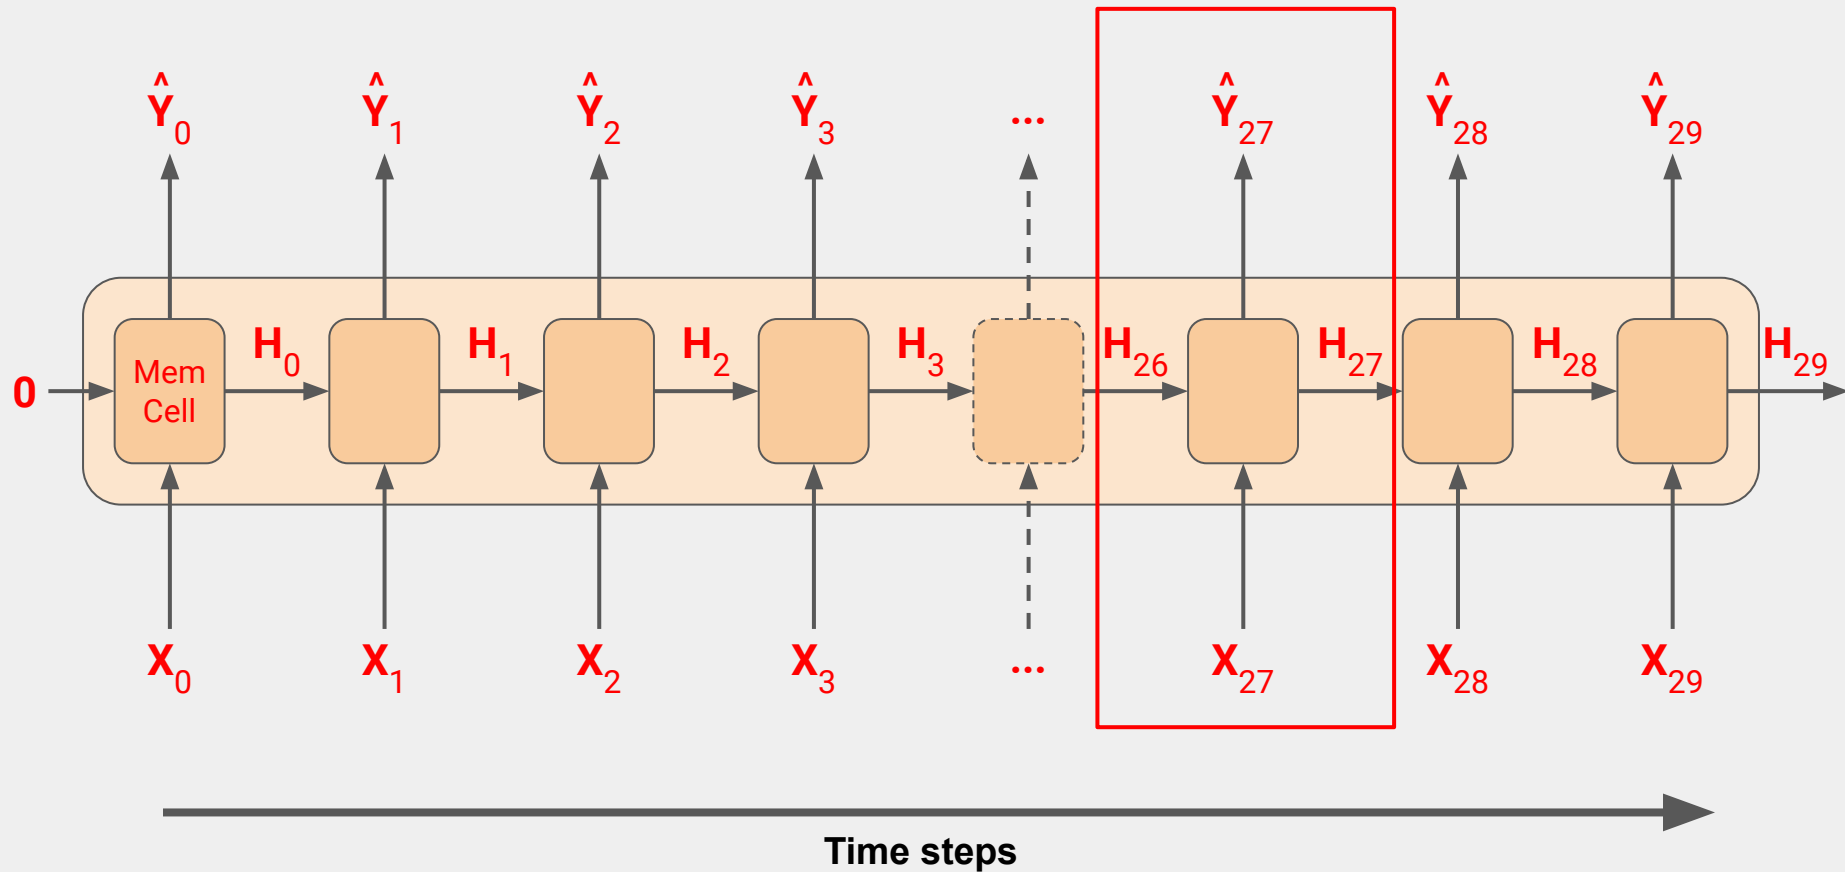 Ŷ0 Ŷ1 Ŷ2 Ŷ3 ... Ŷ27 Ŷ28 Ŷ29
H0 H1 H2 H3 H26 H27 H28 H29
0
Mem
Cell
X0 X1 X2 X3 ... X27 X28 X29
Time steps